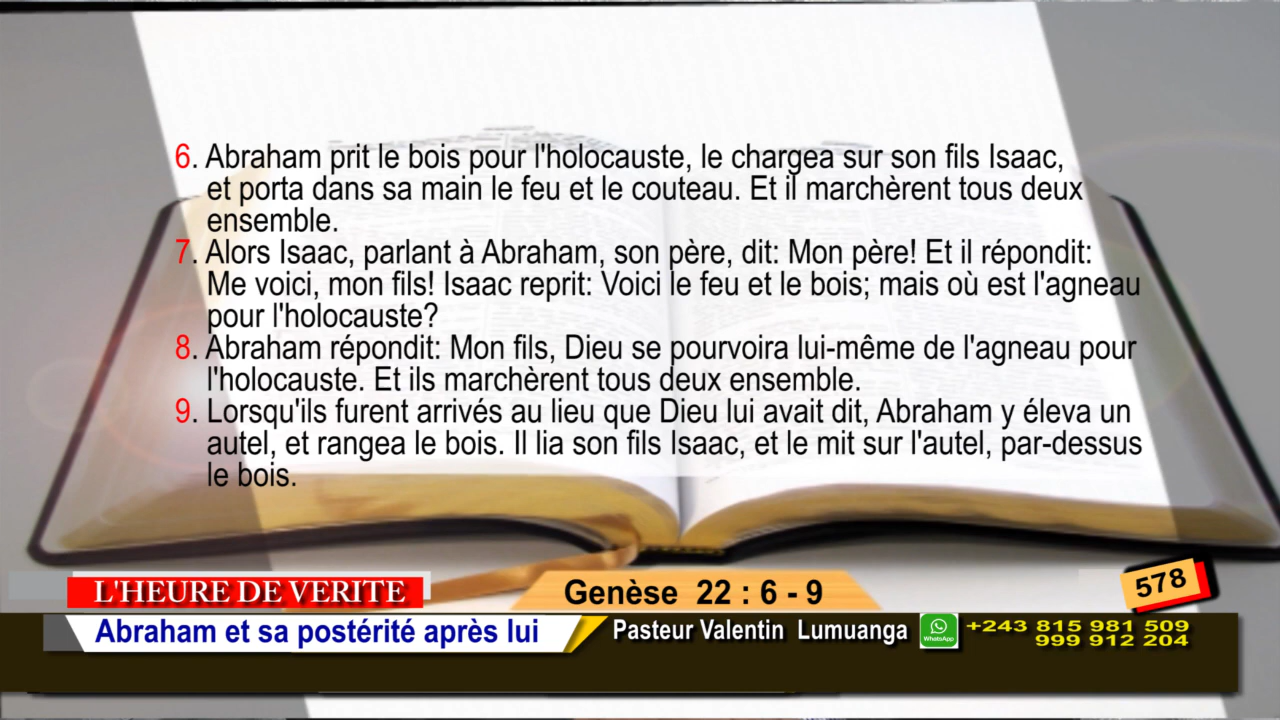 6. Abraham prit le bois pour l'holocauste, le chargea sur son fils Isaac,
et porta dans sa main le feu et le couteau. Et il marchèrent tous deux
ensemble.
7. Alors Isaac, parlant à Abraham, son père, dit: Mon père! Et il répondit:
Me voici, mon fils! Isaac reprit: Voici le feu et le bois; mais où est l'agneau
pour l'holocauste?
8. Abraham répondit: Mon fils, Dieu se pourvoira lui-même de l'agneau pour
l'holocauste. Et ils marchèrent tous deux ensemble.
9. Lorsqu'ils furent arrivés au lieu que Dieu lui avait dit, Abraham y éleva un
autel, et rangea le bois. Il lia son fils Isaac, et le mit sur l'autel, par-dessus
le bois.
L'HEURE DE VERITE
Genèse 22 : 6 - 9
578
Abraham et sa postérité après lui
Pasteur Valentin Lumuanga
WhatsApp
+243 815 981 509
999 912 204